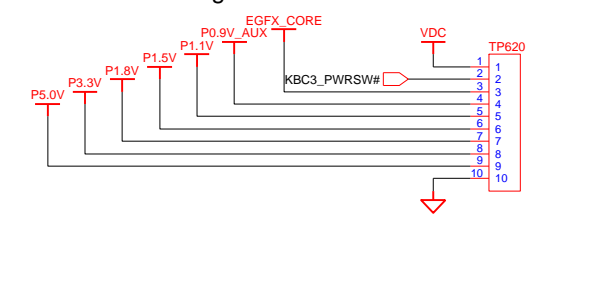 EGFX_CORE
P0.9V_AUX
VDC
P1.1V
TP620
P1.5V
P1.8V
P3.3V
P5.0V
KBC3_PWRSW#
1 1
2 2
3 3
4 4
5 5
6 6
7 7
8 8
9 9
10 10